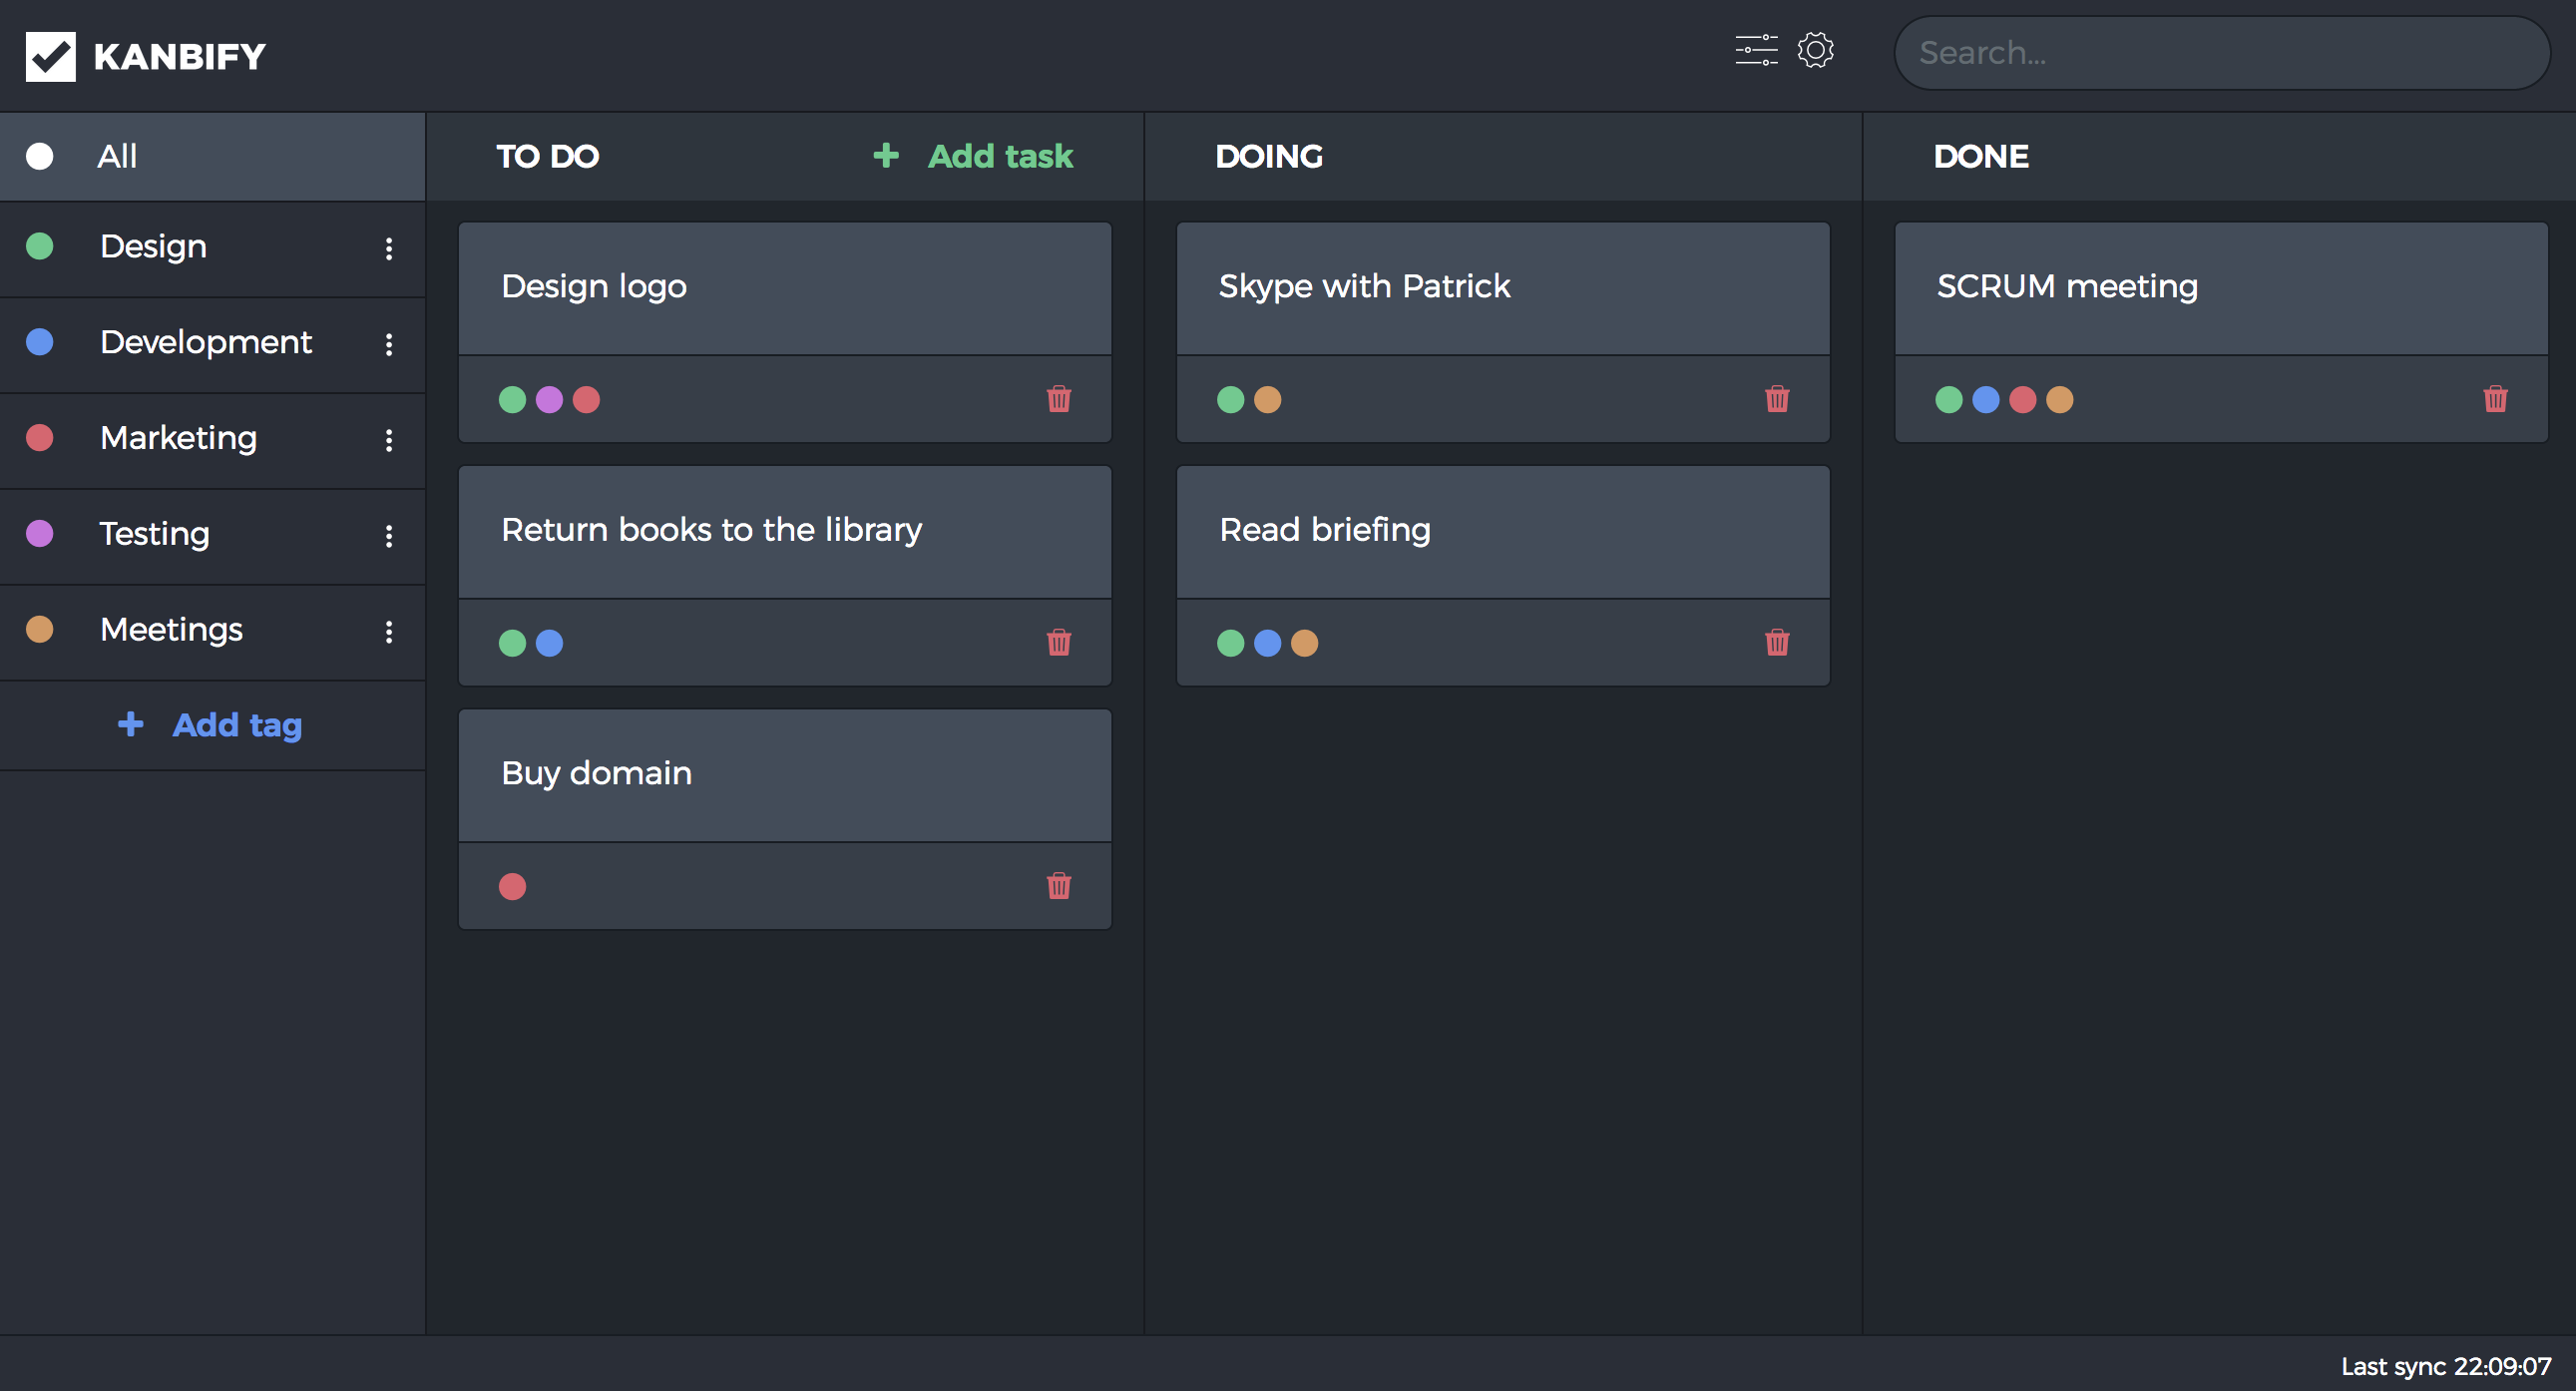 KANBIFY
Search...
All
Design
Development
Marketing
Testing
Meetings
Add tag
TO DO
Add task
Design logo
Return books to the library
Buy domain
DOING
Skype with Patrick
Read briefing
DONE
SCRUM meeting
Last sync 22:09:07